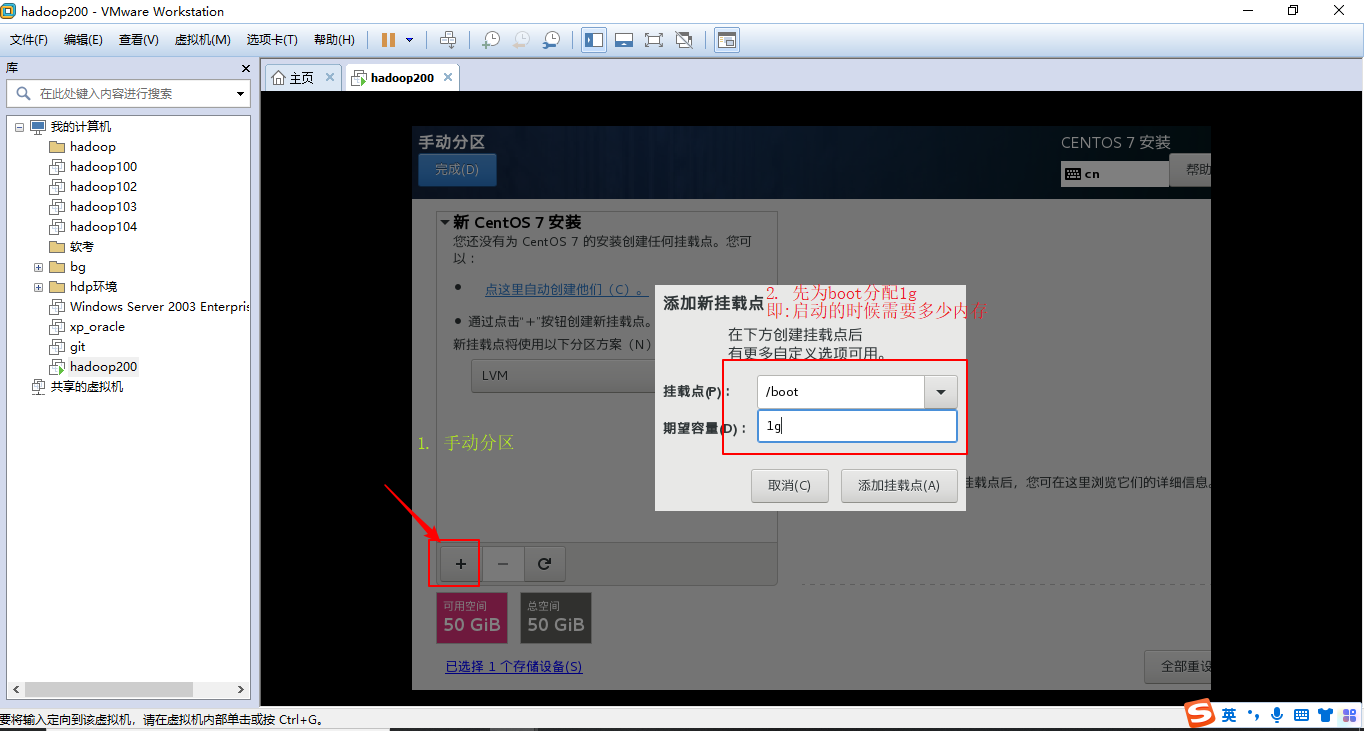 hadoop200 - VMware Workstation
文件(F) 编辑(E) 查看(V) 虚拟机(M) 选项卡(T) 帮助(H)
库
在此处键入内容进行搜索
我的计算机
hadoop
hadoop100
hadoop102
hadoop103
hadoop104
软考
bg
hdp环境
Windows Server 2003 Enterpris
xp_oracle
git
hadoop200
共享的虚拟机
主页
hadoop200
手动分区
完成(D)
CENTOS 7 安装
cn
帮助
新 CentOS 7 安装
您还没有为 CentOS 7 的安装创建任何挂载点。您可
以：
点这里自动创建他们（C）。
通过点击"+"按钮创建新挂载点。
新挂载点将使用以下分区方案（N）
LVM
1. 手动分区
添加新挂载点
2. 先为boot分配1g
即:启动的时候需要多少内存
在下方创建挂载点后
有更多自定义选项可用。
挂载点(P)：
/boot
期望容量(D)：
1g
取消(C)
添加挂载点(A)
挂载点后，您可在这里浏览它们的详细信息。
+ −
可用空间
50 GiB
总空间
50 GiB
已选择 1 个存储设备(S)
全部重设
要将输入定向到该虚拟机，请在虚拟机内部单击或按 Ctrl+G。
英